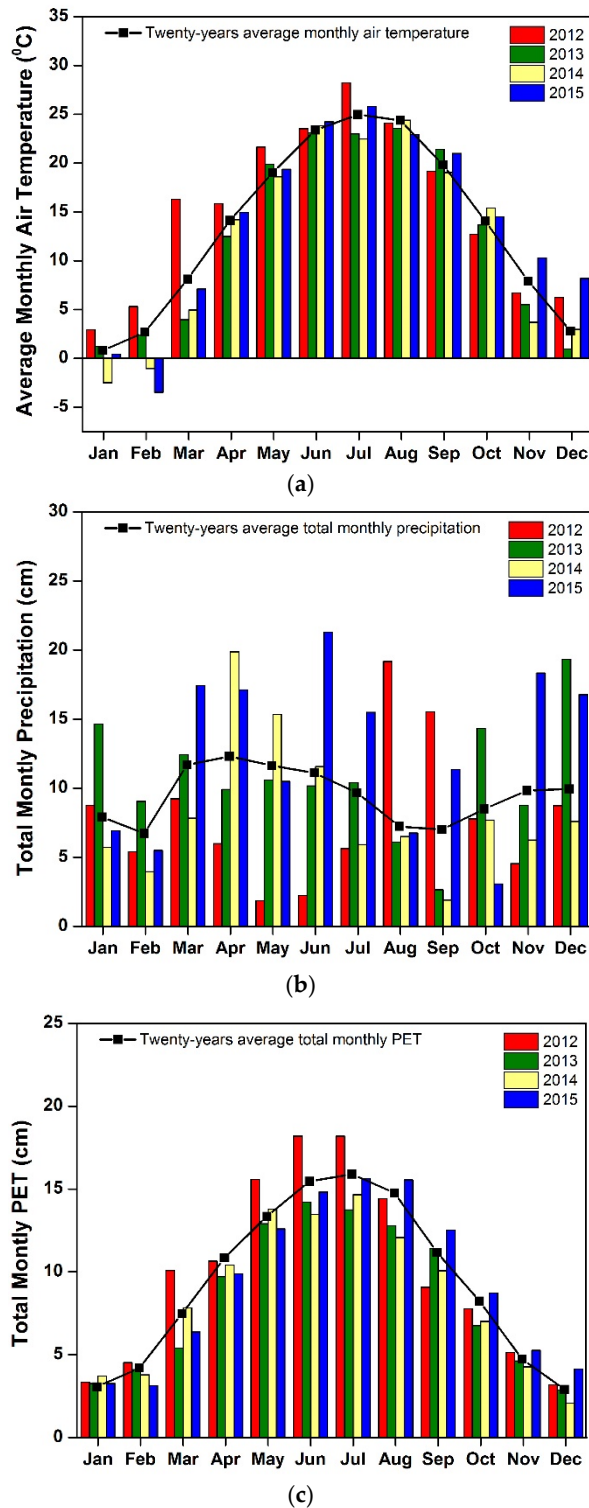 Twenty-years average monthly air temperature
2012
2013
2014
2015
Average Monthly Air Temperature (⁰C)
35
30
25
20
15
10
5
0
-5
Jan Feb Mar Apr May Jun Jul Aug Sep Oct Nov Dec
(a)
Twenty-years average total monthly precipitation
2012
2013
2014
2015
Total Montly Precipitation (cm)
30
25
20
15
10
5
0
Jan Feb Mar Apr May Jun Jul Aug Sep Oct Nov Dec
(b)
Twenty-years average total monthly PET
2012
2013
2014
2015
Total Montly PET (cm)
25
20
15
10
5
0
Jan Feb Mar Apr May Jun Jul Aug Sep Oct Nov Dec
(c)